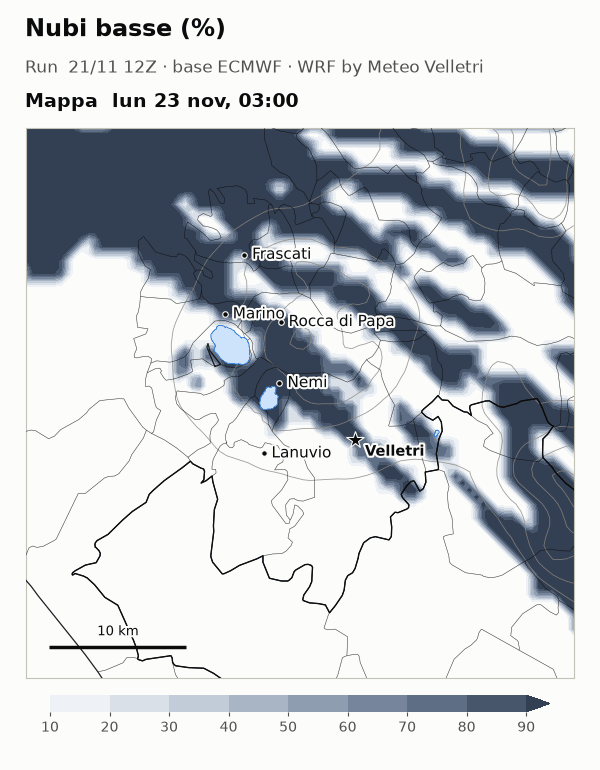 Nubi basse (%)
Run  21/11 12Z · base ECMWF · WRF by Meteo Velletri
Mappa  lun 23 nov, 03:00
Frascati
Marino
Rocca di Papa
Nemi
Velletri
Lanuvio
10 km
10 20 30 40 50 60 70 80 90